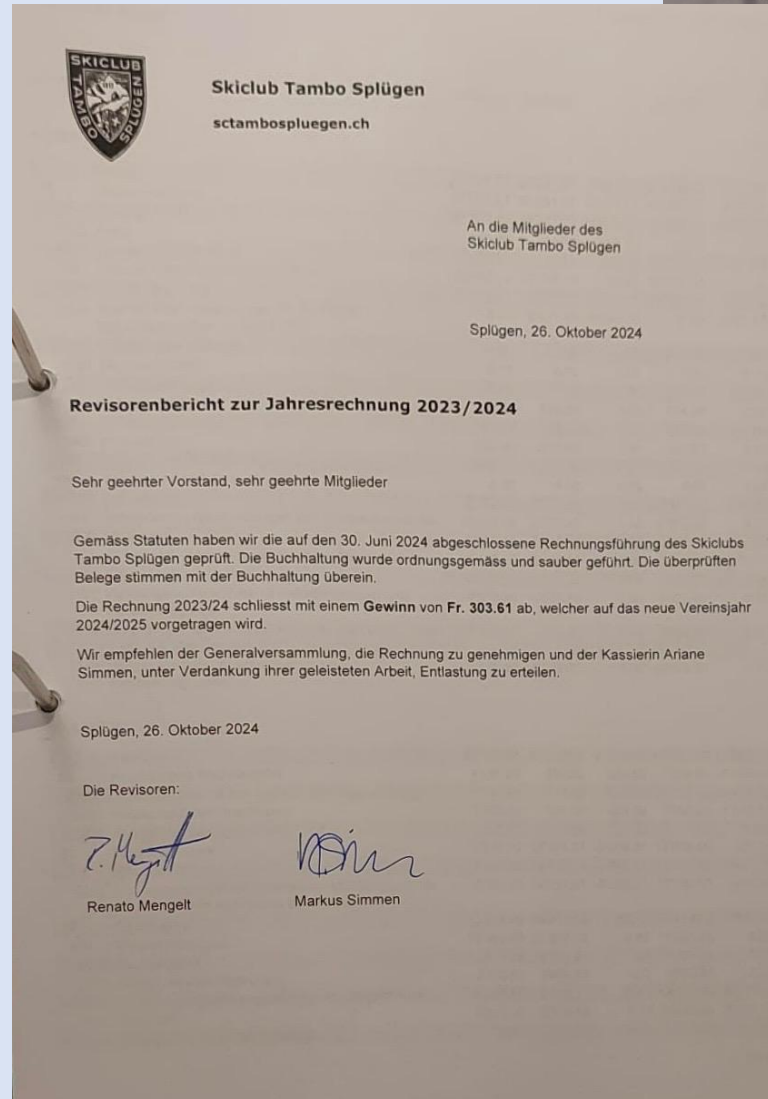 SKICLUB
TAMBO
SPLÜGEN
Skiclub Tambo Splügen
sctambospluegen.ch
An die Mitglieder des
Skiclub Tambo Splügen
Splügen, 26. Oktober 2024
Revisorenbericht zur Jahresrechnung 2023/2024
Sehr geehrter Vorstand, sehr geehrte Mitglieder
Gemäss Statuten haben wir die auf den 30. Juni 2024 abgeschlossene Rechnungsführung des Skiclubs
Tambo Splügen geprüft. Die Buchhaltung wurde ordnungsgemäss und sauber geführt. Die überprüften
Belege stimmen mit der Buchhaltung überein.
Die Rechnung 2023/24 schliesst mit einem Gewinn von Fr. 303.61 ab, welcher auf das neue Vereinsjahr
2024/2025 vorgetragen wird.
Wir empfehlen der Generalversammlung, die Rechnung zu genehmigen und der Kassierin Ariane
Simmen, unter Verdankung ihrer geleisteten Arbeit, Entlastung zu erteilen.
Splügen, 26. Oktober 2024
Die Revisoren:
Renato Mengelt
Markus Simmen